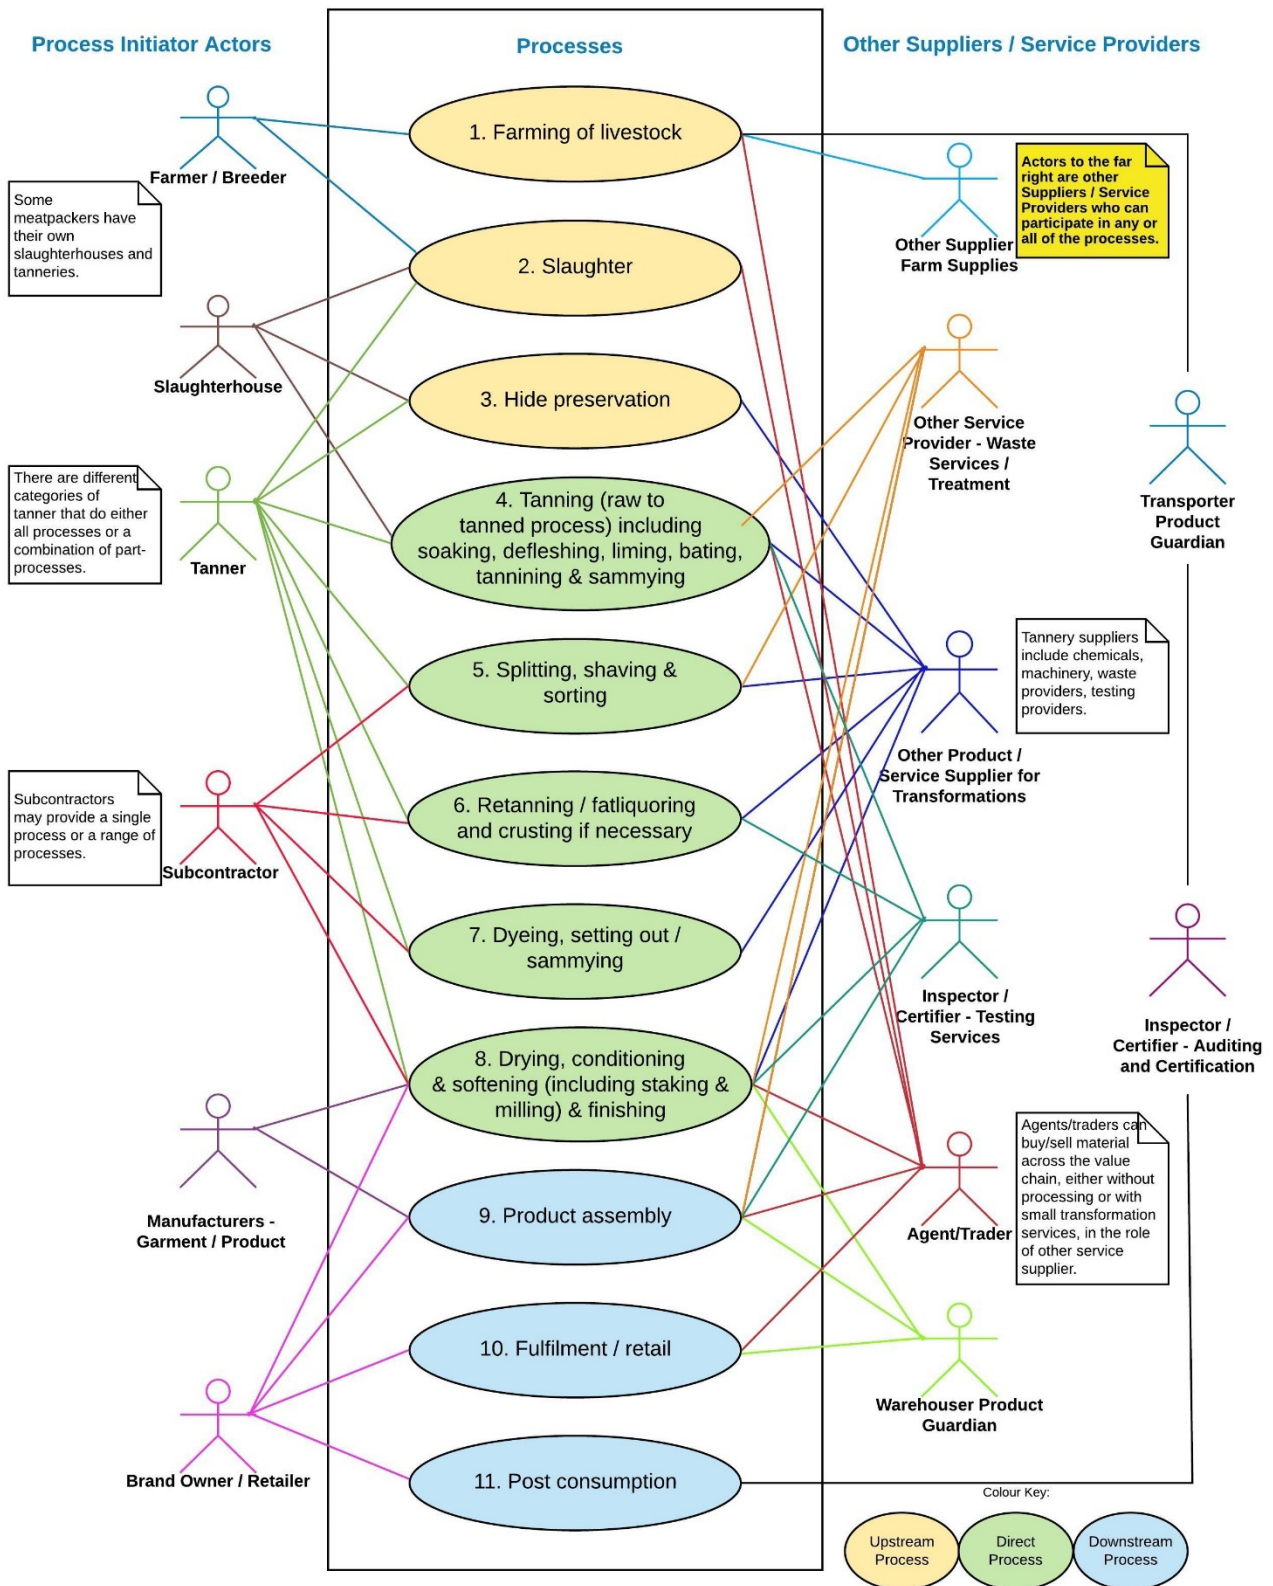 Process Initiator Actors
Processes
Other Suppliers / Service Providers
Farmer / Breeder
Some
meatpackers have
their own
slaughterhouses and
tanneries.
Slaughterhouse
There are different
categories of
tanner that do either
all processes or a
combination of part-
processes.
Tanner
Subcontractors
may provide a single
process or a range of
processes.
Subcontractor
Manufacturers -
Garment / Product
Brand Owner / Retailer
1. Farming of livestock
2. Slaughter
3. Hide preservation
4. Tanning (raw to
tanned process) including
soaking, defleshing, liming, bating,
tannining & sammying
5. Splitting, shaving &
sorting
6. Retanning / fatliquoring
and crusting if necessary
7. Dyeing, setting out /
sammying
8. Drying, conditioning
& softening (including staking &
milling) & finishing
9. Product assembly
10. Fulfilment / retail
11. Post consumption
Other Supplier
Farm Supplies
Actors to the far
right are other
Suppliers / Service
Providers who can
participate in any or
all of the processes.
Other Service
Provider - Waste
Services /
Treatment
Transporter
Product
Guardian
Other Product /
Service Supplier for
Transformations
Tannery suppliers
include chemicals,
machinery, waste
providers, testing
providers.
Inspector /
Certifier - Testing
Services
Inspector /
Certifier - Auditing
and Certification
Agent/Trader
Agents/traders can
buy/sell material
across the value
chain, either without
processing or with
small transformation
services, in the role
of other service
supplier.
Warehouser Product
Guardian
Colour Key:
Upstream
Process
Direct
Process
Downstream
Process